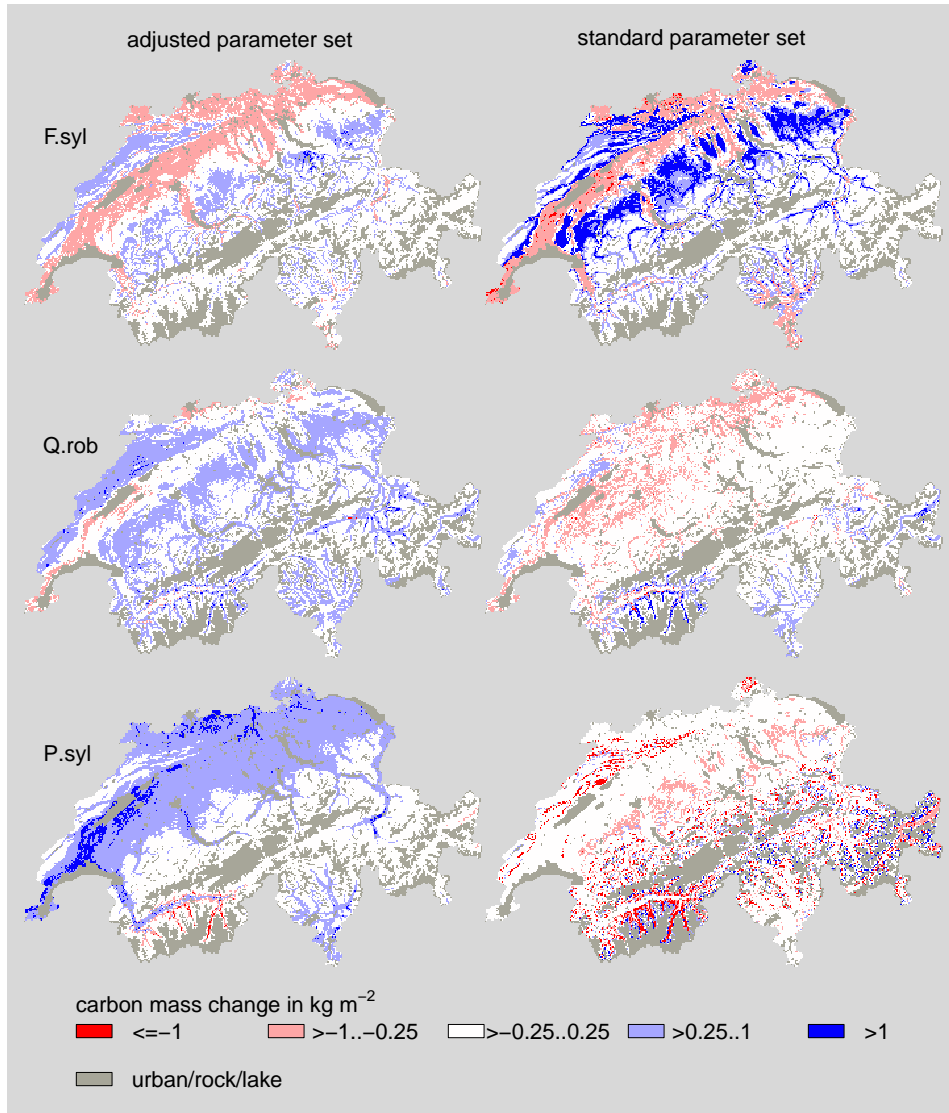 adjusted parameter set
standard parameter set
F.syl
Q.rob
P.syl
carbon mass change in kg m⁻²
<=−1
>−1..−0.25
>−0.25..0.25
>0.25..1
>1
urban/rock/lake